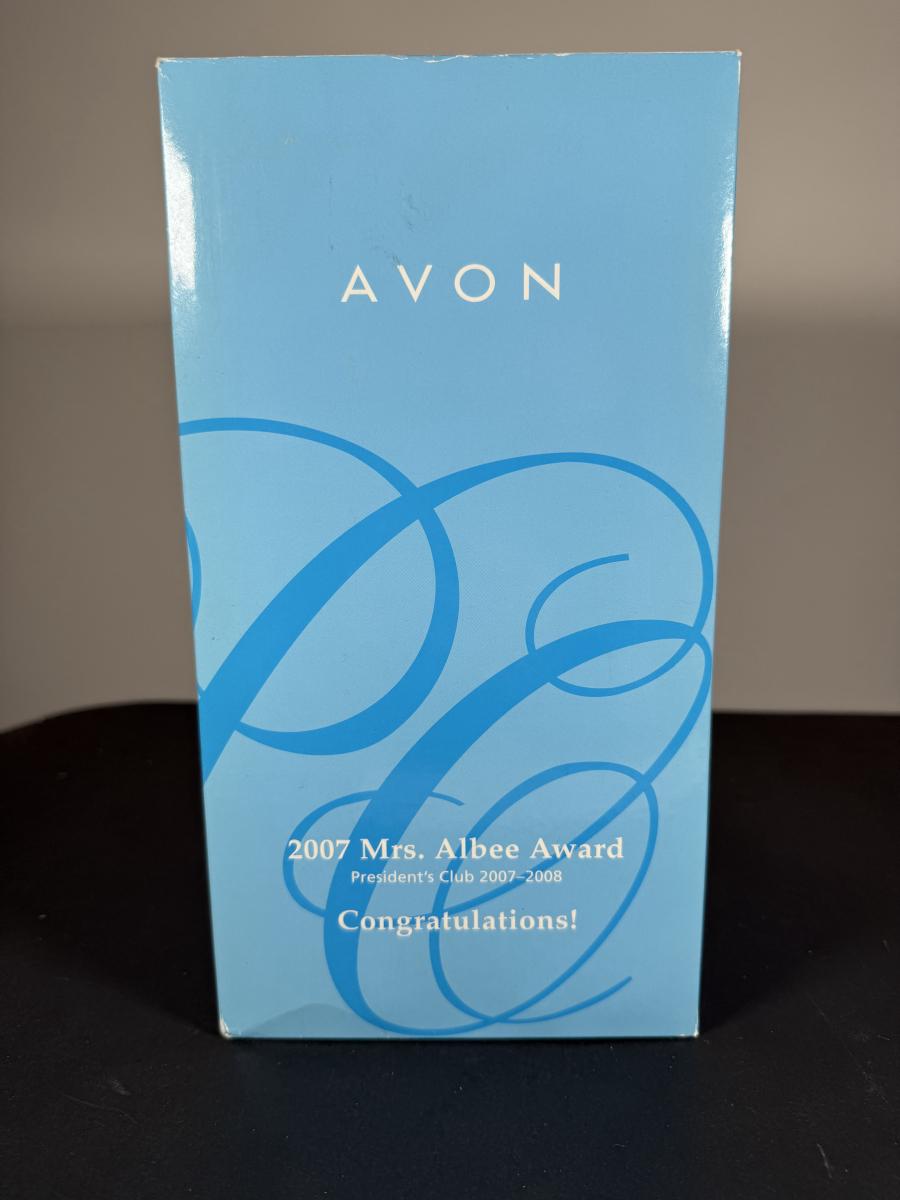 AVON
2007 Mrs. Albee Award
President's Club 2007–2008
Congratulations!